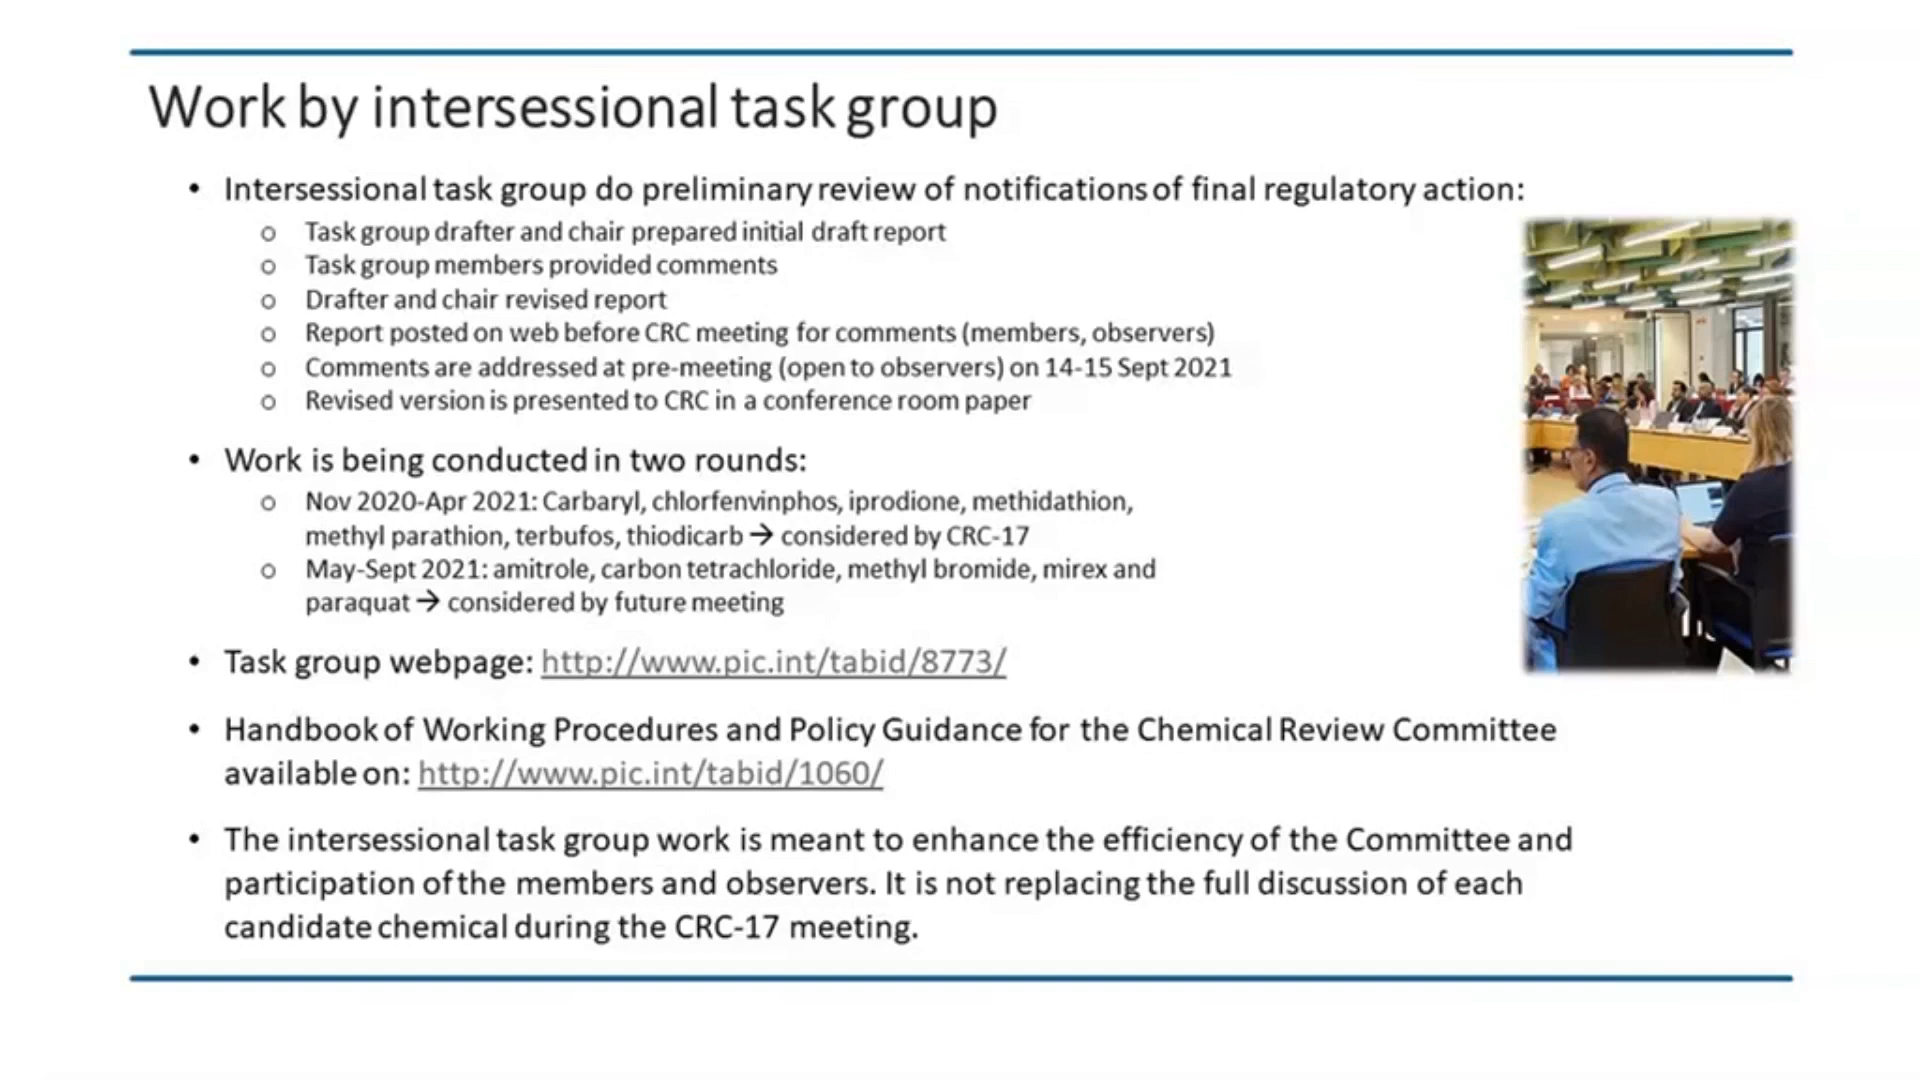 Work by intersessional task group
• Intersessional task group do preliminary review of notifications of final regulatory action:
o Task group drafter and chair prepared initial draft report
o Task group members provided comments
o Drafter and chair revised report
o Report posted on web before CRC meeting for comments (members, observers)
o Comments are addressed at pre-meeting (open to observers) on 14-15 Sept 2021
o Revised version is presented to CRC in a conference room paper
• Work is being conducted in two rounds:
o Nov 2020-Apr 2021: Carbaryl, chlorfenvinphos, iprodione, methidathion,
methyl parathion, terbufos, thiodicarb → considered by CRC-17
o May-Sept 2021: amitrole, carbon tetrachloride, methyl bromide, mirex and
paraquat → considered by future meeting
• Task group webpage: http://www.pic.int/tabid/8773/
• Handbook of Working Procedures and Policy Guidance for the Chemical Review Committee
available on: http://www.pic.int/tabid/1060/
• The intersessional task group work is meant to enhance the efficiency of the Committee and
participation of the members and observers. It is not replacing the full discussion of each
candidate chemical during the CRC-17 meeting.